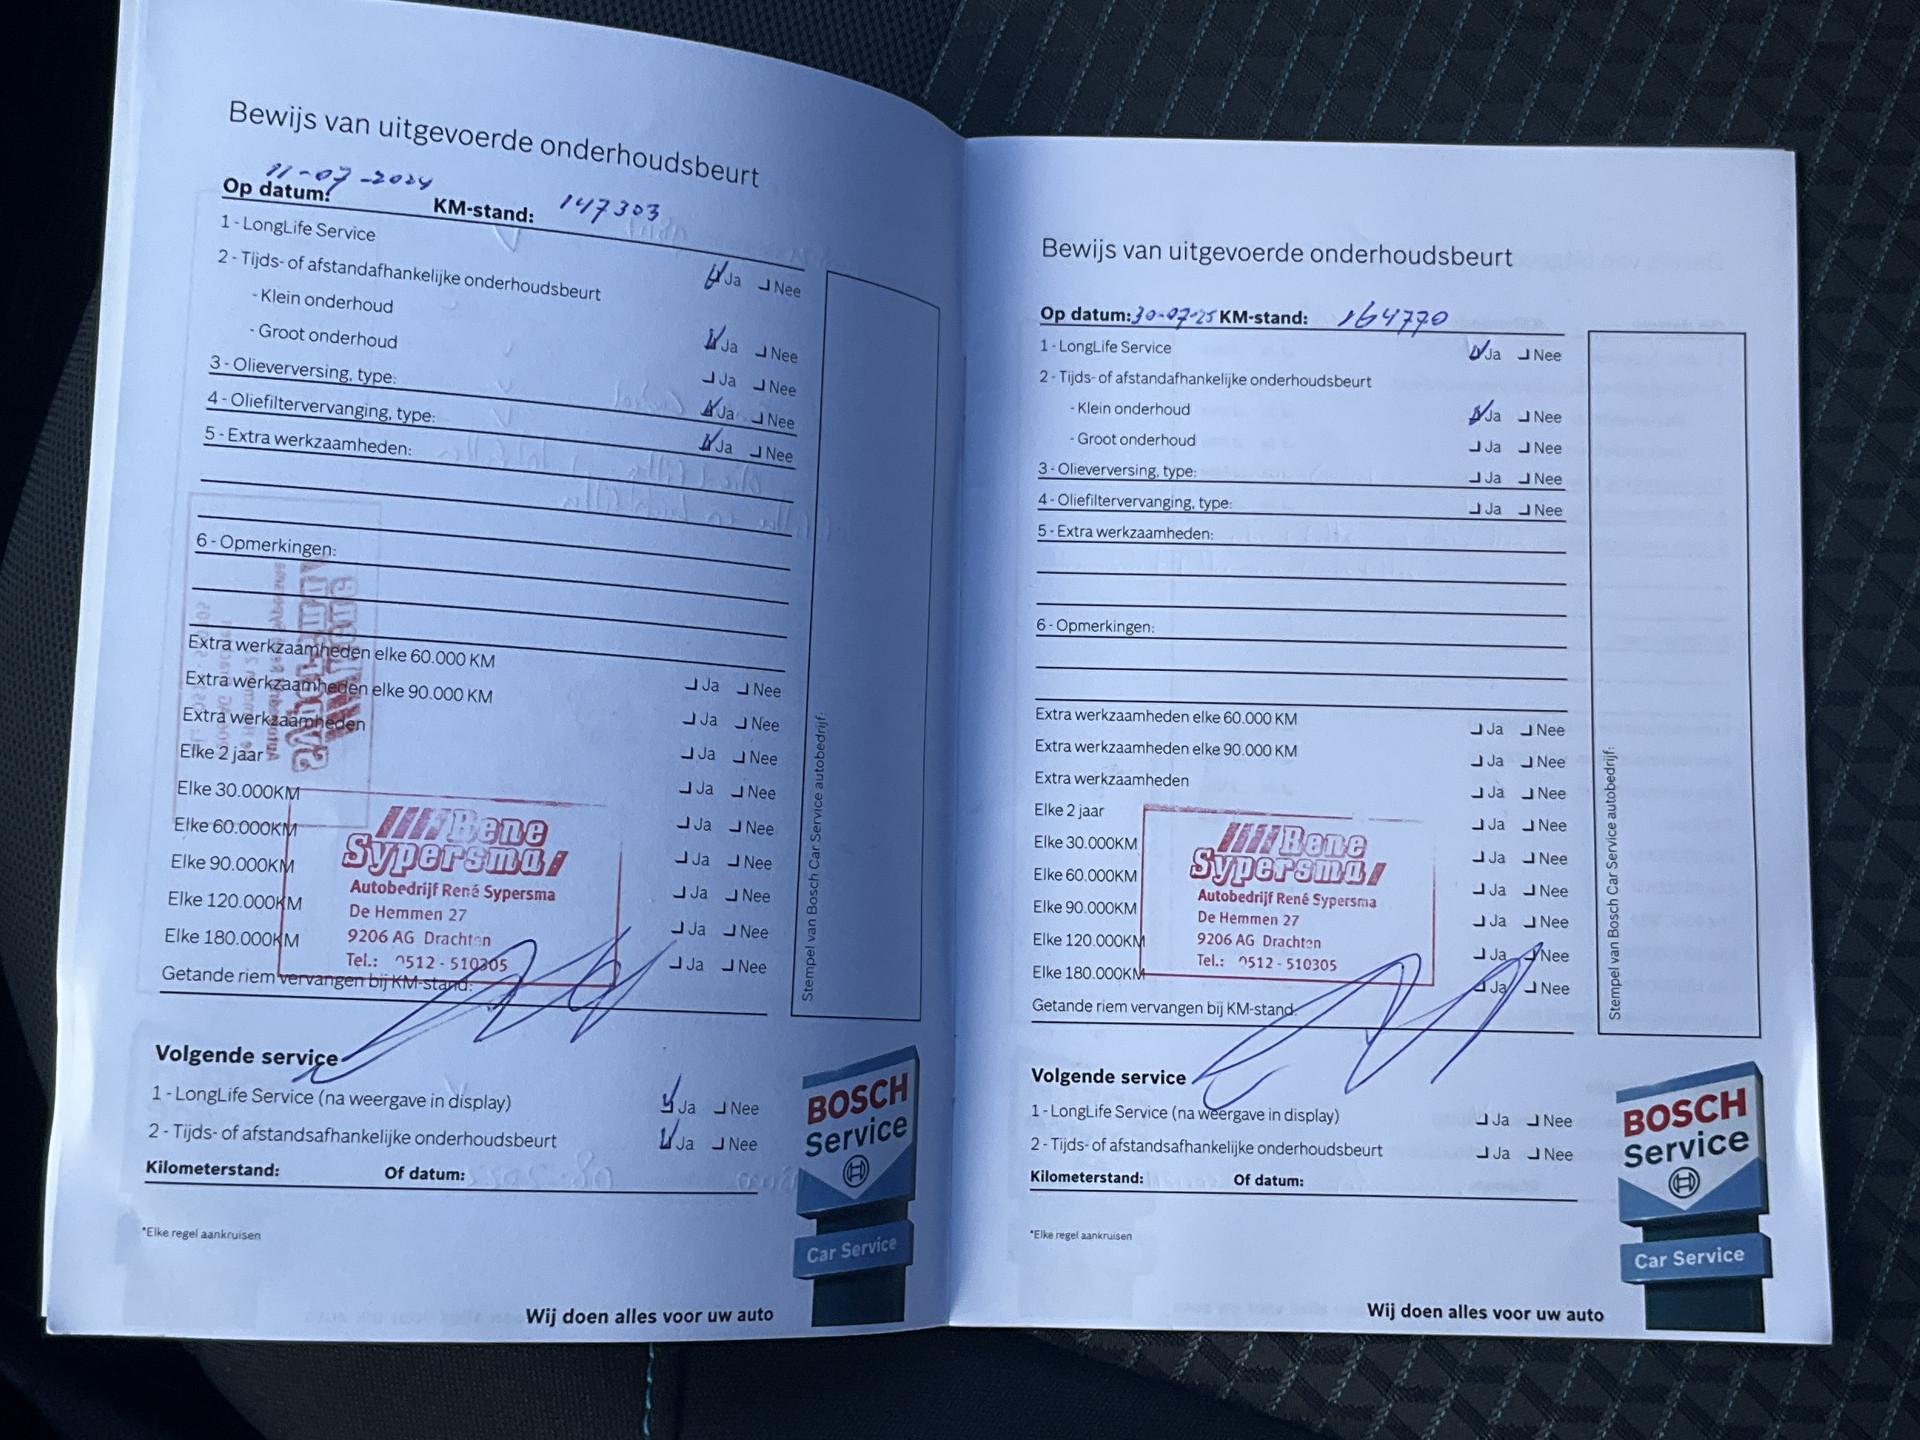 Bewijs van uitgevoerde onderhoudsbeurt
11-07-2024
Op datum: KM-stand: 147303
1 - LongLife Service Ja Nee
2 - Tijds- of afstandafhankelijke onderhoudsbeurt
- Klein onderhoud Ja Nee
- Groot onderhoud Ja Nee
3 - Olieverversing, type: Ja Nee
4 - Oliefiltervervanging, type: Ja Nee
5 - Extra werkzaamheden:
6 - Opmerkingen:
Extra werkzaamheden elke 60.000 KM Ja Nee
Extra werkzaamheden elke 90.000 KM Ja Nee
Extra werkzaamheden Ja Nee
Elke 2 jaar Ja Nee
Elke 30.000KM Ja Nee
Elke 60.000KM Ja Nee
Elke 90.000KM Ja Nee
Elke 120.000KM Ja Nee
Elke 180.000KM Ja Nee
Getande riem vervangen bij KM-stand:
Rene
Sypersma
Autobedrijf René Sypersma
De Hemmen 27
9206 AG Drachten
Tel.: 0512 - 510305
Stempel van Bosch Car Service autobedrijf:
Volgende service
1 - LongLife Service (na weergave in display) Ja Nee
2 - Tijds- of afstandsafhankelijke onderhoudsbeurt Ja Nee
Kilometerstand: Of datum:
*Elke regel aankruisen
BOSCH
Service
Car Service
Wij doen alles voor uw auto
Bewijs van uitgevoerde onderhoudsbeurt
Op datum: 30-07-25 KM-stand: 164770
1 - LongLife Service Ja Nee
2 - Tijds- of afstandafhankelijke onderhoudsbeurt
- Klein onderhoud Ja Nee
- Groot onderhoud Ja Nee
3 - Olieverversing, type: Ja Nee
4 - Oliefiltervervanging, type: Ja Nee
5 - Extra werkzaamheden:
6 - Opmerkingen:
Extra werkzaamheden elke 60.000 KM Ja Nee
Extra werkzaamheden elke 90.000 KM Ja Nee
Extra werkzaamheden Ja Nee
Elke 2 jaar Ja Nee
Elke 30.000KM Ja Nee
Elke 60.000KM Ja Nee
Elke 90.000KM Ja Nee
Elke 120.000KM Ja Nee
Elke 180.000KM Ja Nee
Getande riem vervangen bij KM-stand:
Rene
Sypersma
Autobedrijf René Sypersma
De Hemmen 27
9206 AG Drachten
Tel.: 0512 - 510305
Stempel van Bosch Car Service autobedrijf:
Volgende service
1 - LongLife Service (na weergave in display) Ja Nee
2 - Tijds- of afstandsafhankelijke onderhoudsbeurt Ja Nee
Kilometerstand: Of datum:
*Elke regel aankruisen
BOSCH
Service
Car Service
Wij doen alles voor uw auto